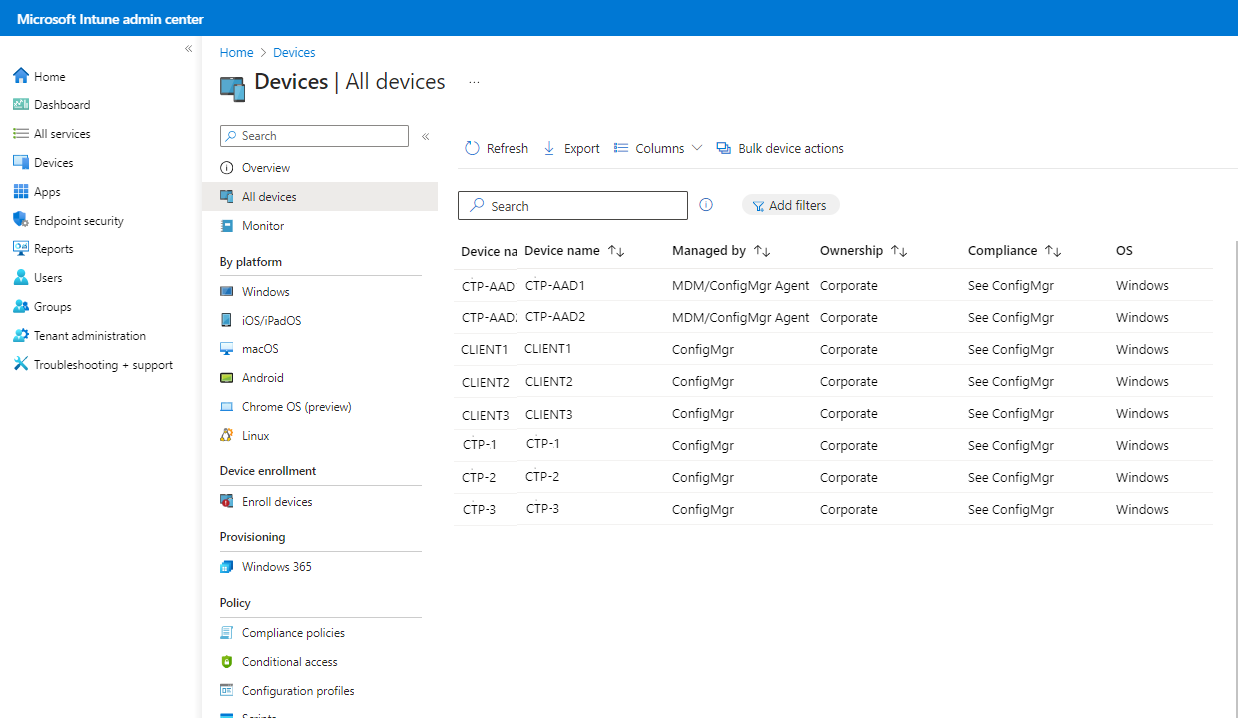 Microsoft Intune admin center
Home
Dashboard
All services
Devices
Apps
Endpoint security
Reports
Users
Groups
Tenant administration
Troubleshooting + support
Home > Devices
Devices | All devices ...
Search
Overview
All devices
Monitor
By platform
Windows
iOS/iPadOS
macOS
Android
Chrome OS (preview)
Linux
Device enrollment
Enroll devices
Provisioning
Windows 365
Policy
Compliance policies
Conditional access
Configuration profiles
Scripts
Refresh Export Columns Bulk device actions
Search Add filters
Device na Device name Managed by Ownership Compliance OS
CTP-AAD CTP-AAD1 MDM/ConfigMgr Agent Corporate See ConfigMgr Windows
CTP-AAD2 CTP-AAD2 MDM/ConfigMgr Agent Corporate See ConfigMgr Windows
CLIENT1 CLIENT1 ConfigMgr Corporate See ConfigMgr Windows
CLIENT2 CLIENT2 ConfigMgr Corporate See ConfigMgr Windows
CLIENT3 CLIENT3 ConfigMgr Corporate See ConfigMgr Windows
CTP-1 CTP-1 ConfigMgr Corporate See ConfigMgr Windows
CTP-2 CTP-2 ConfigMgr Corporate See ConfigMgr Windows
CTP-3 CTP-3 ConfigMgr Corporate See ConfigMgr Windows